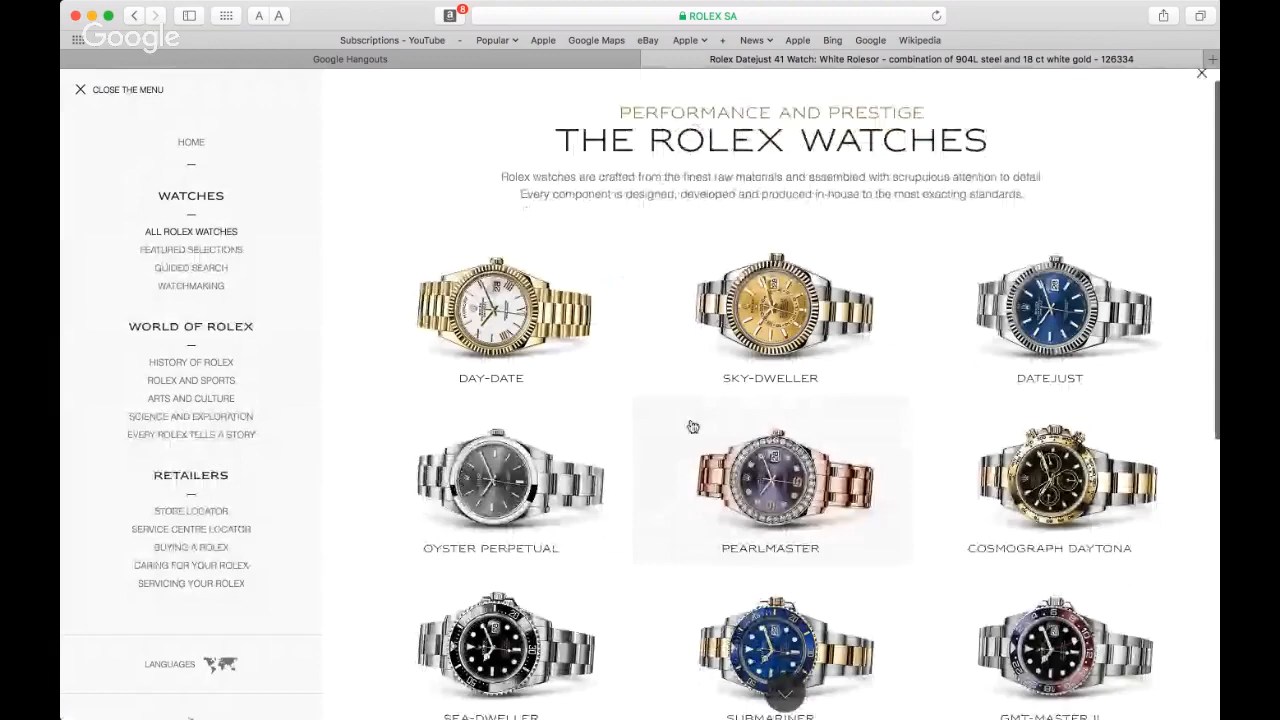 8
ROLEX SA
A A
Google
Subscriptions - YouTube
Popular
Apple
Google Maps
eBay
Apple
+
News
Apple
Bing
Google
Wikipedia
Google Hangouts
Rolex Datejust 41 Watch: White Rolesor - combination of 904L steel and 18 ct white gold - 126334
CLOSE THE MENU
HOME
WATCHES
ALL ROLEX WATCHES
FEATURED SELECTIONS
GUIDED SEARCH
WATCHMAKING
WORLD OF ROLEX
HISTORY OF ROLEX
ROLEX AND SPORTS
ARTS AND CULTURE
SCIENCE AND EXPLORATION
EVERY ROLEX TELLS A STORY
RETAILERS
STORE LOCATOR
SERVICE CENTRE LOCATOR
BUYING A ROLEX
CARING FOR YOUR ROLEX
SERVICING YOUR ROLEX
LANGUAGES
PERFORMANCE AND PRESTIGE
THE ROLEX WATCHES
Rolex watches are crafted from the finest raw materials and assembled with scrupulous attention to detail
Every component is designed, developed and produced in-house to the most exacting standards.
DAY-DATE
SKY-DWELLER
DATEJUST
OYSTER PERPETUAL
PEARLMASTER
COSMOGRAPH DAYTONA
SEA-DWELLER
SUBMARINER
GMT-MASTER II